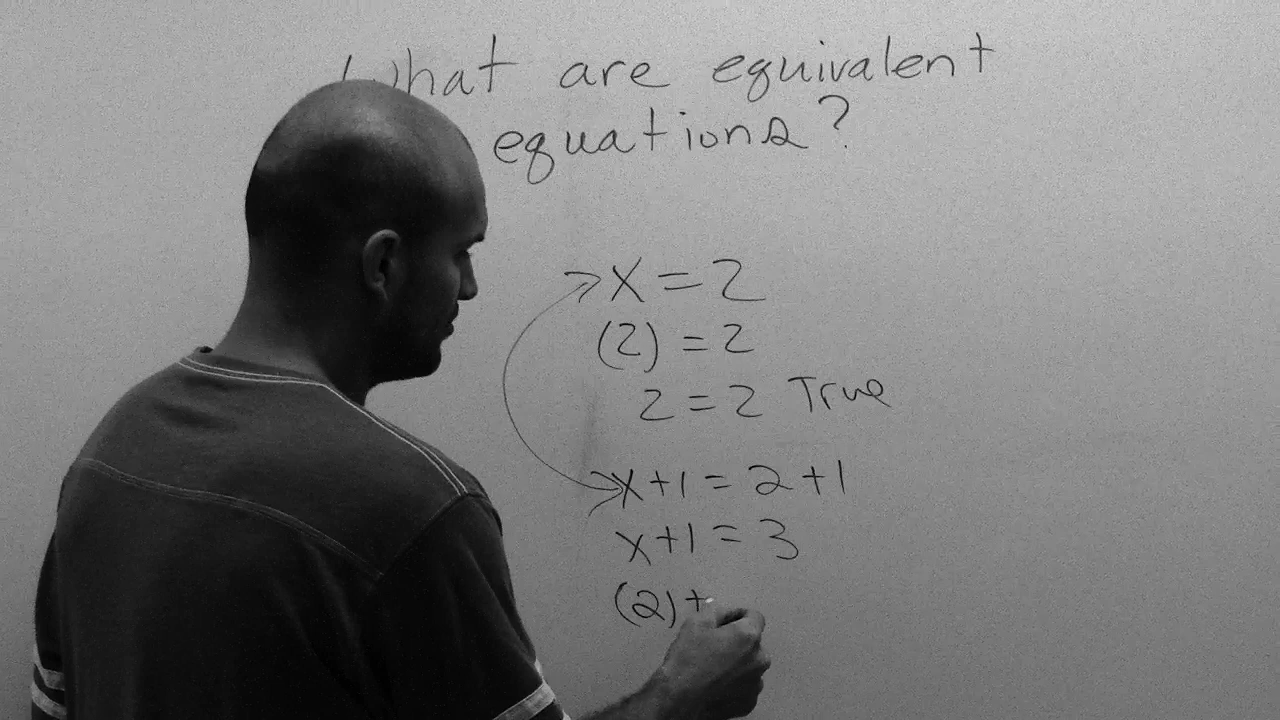 What are equivalent
equations?
x = 2
(2) = 2
2 = 2 True
x+1 = 2+1
x+1 = 3
(2)+